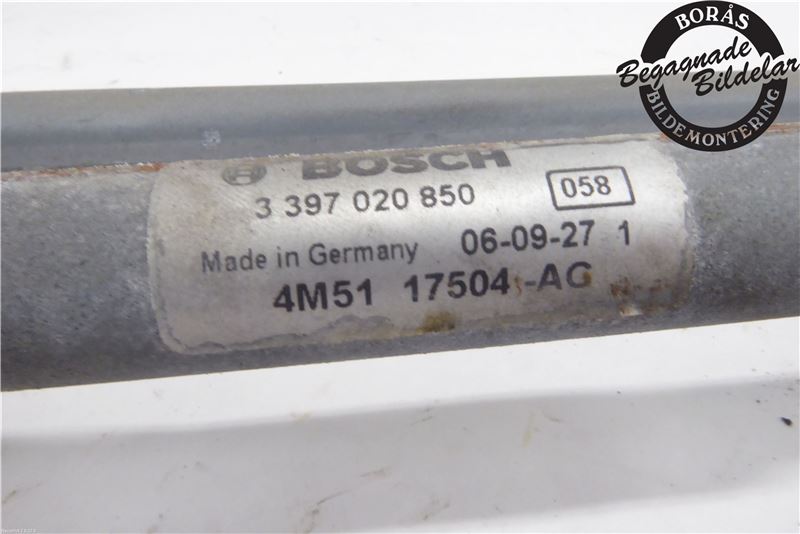 BORÅS
Begagnade
Bildelar
BILDEMONTERING
BOSCH
3 397 020 850 058
Made in Germany 06-09-27 1
4M51 17504-AG